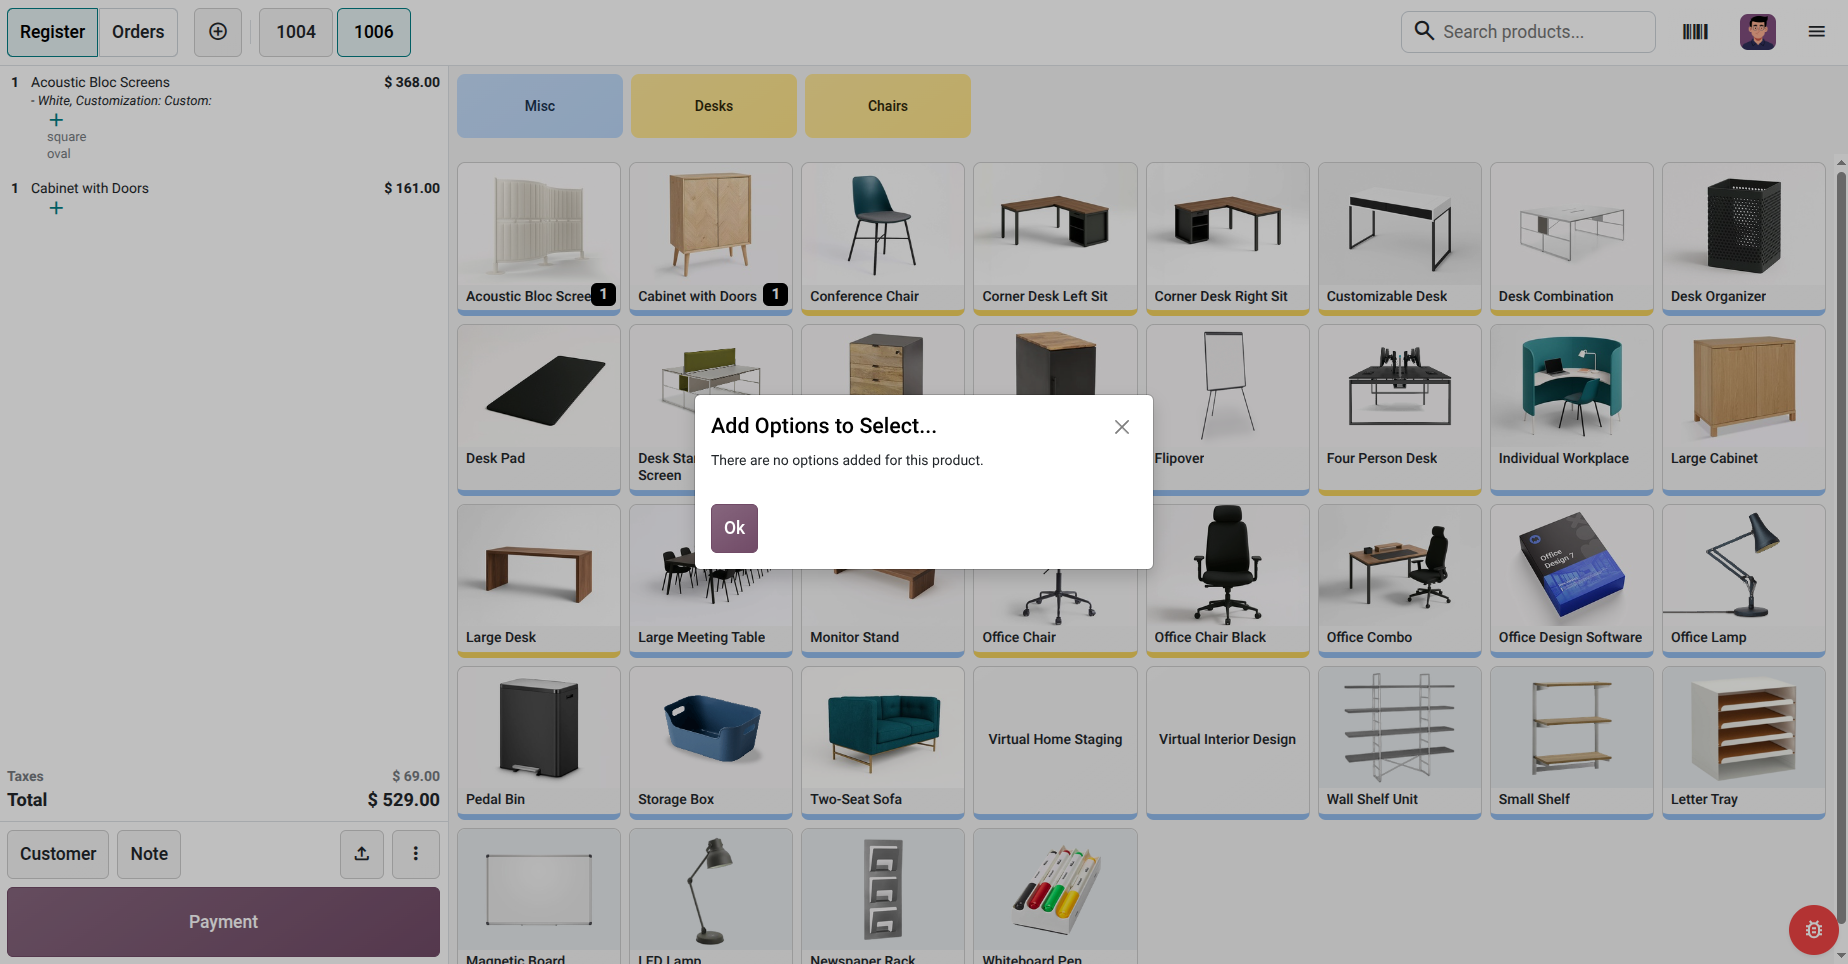 Register
Orders
1004
1006
Search products...
1 Acoustic Bloc Screens $ 368.00
- White, Customization: Custom:
+
square
oval
1 Cabinet with Doors $ 161.00
+
Taxes $ 69.00
Total $ 529.00
Customer
Note
Payment
Misc
Desks
Chairs
Acoustic Bloc Scree
1
Cabinet with Doors
1
Conference Chair
Corner Desk Left Sit
Corner Desk Right Sit
Customizable Desk
Desk Combination
Desk Organizer
Desk Pad
Desk Sta
Screen
Flipover
Four Person Desk
Individual Workplace
Large Cabinet
Add Options to Select...
There are no options added for this product.
Ok
Large Desk
Large Meeting Table
Monitor Stand
Office Chair
Office Chair Black
Office Combo
Office
Design 7
Office Design Software
Office Lamp
Pedal Bin
Storage Box
Two-Seat Sofa
Virtual Home Staging
Virtual Interior Design
Wall Shelf Unit
Small Shelf
Letter Tray
Magnetic Board
LED Lamp
Newspaper Rack
Whiteboard Pen